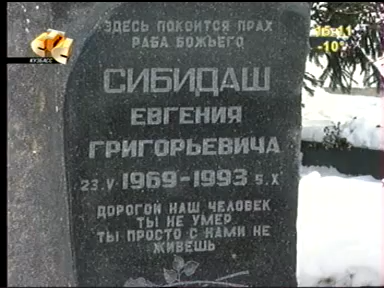 ЗДЕСЬ ПОКОИТСЯ ПРАХ
РАБА БОЖЬЕГО
СИБИДАШ
ЕВГЕНИЯ
ГРИГОРЬЕВИЧА
23.V 1969-1993 5.X
ДОРОГОЙ НАШ ЧЕЛОВЕК
ТЫ НЕ УМЕР
ТЫ ПРОСТО С НАМИ НЕ
ЖИВЕШЬ
КУЗБАСС
-10°